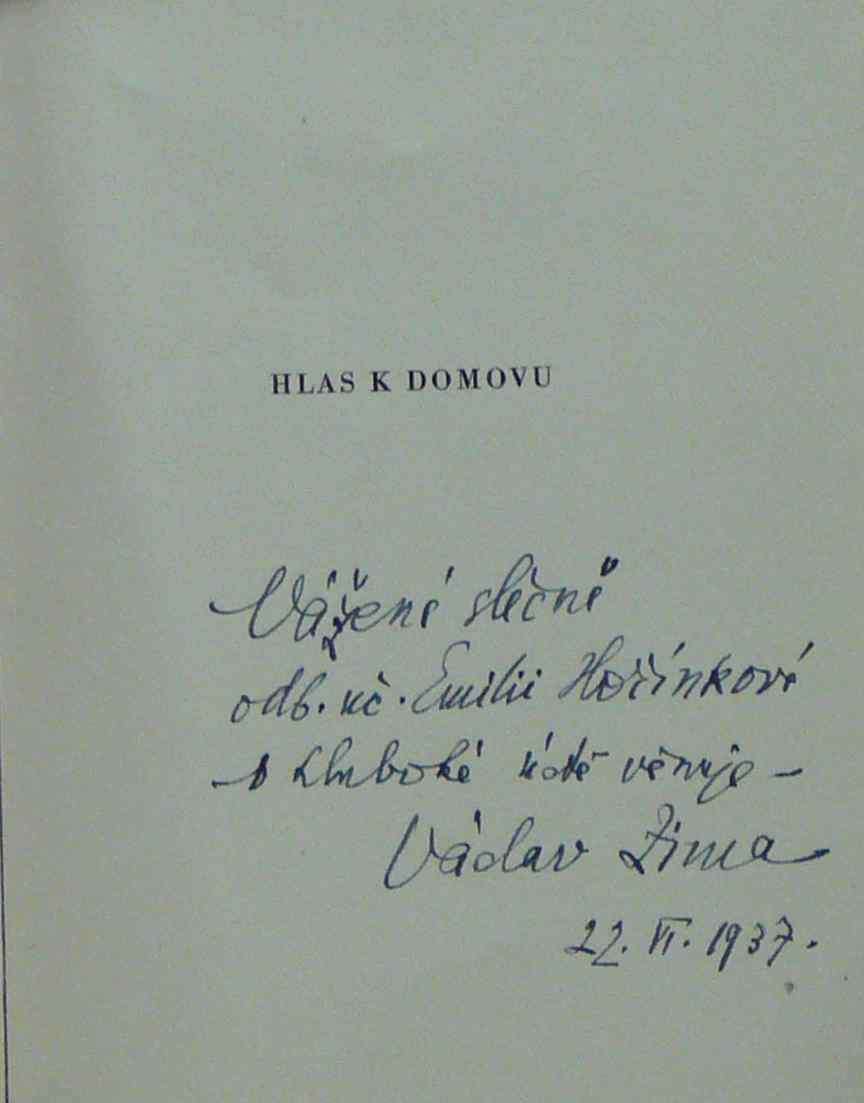 HLAS K DOMOVU
Vážené slečně
odb. uč. Emilii Hořínkové
v hluboké úctě věnuje –
Václav Zima
22. VI. 1937.